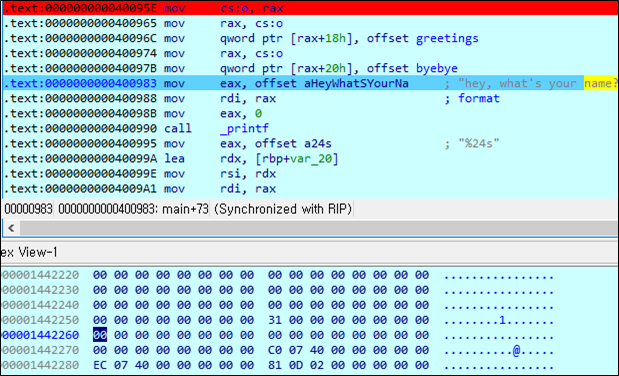 .text:000000000040095E mov cs:o, rax
.text:0000000000400965 mov rax, cs:o
.text:000000000040096C mov qword ptr [rax+18h], offset greetings
.text:0000000000400974 mov rax, cs:o
.text:000000000040097B mov qword ptr [rax+20h], offset byebye
.text:0000000000400983 mov eax, offset aHeyWhatSYourNa ; "hey, what's your name?
.text:0000000000400988 mov rdi, rax ; format
.text:000000000040098B mov eax, 0
.text:0000000000400990 call _printf
.text:0000000000400995 mov eax, offset a24s ; "%24s"
.text:000000000040099A lea rdx, [rbp+var_20]
.text:000000000040099E mov rsi, rdx
.text:00000000004009A1 mov rdi, rax
00000983 0000000000400983: main+73 (Synchronized with RIP)
ex View-1
00001442220 00 00 00 00 00 00 00 00 00 00 00 00 00 00 00 00 ................
00001442230 00 00 00 00 00 00 00 00 00 00 00 00 00 00 00 00 ................
00001442240 00 00 00 00 00 00 00 00 00 00 00 00 00 00 00 00 ................
00001442250 00 00 00 00 00 00 00 00 31 00 00 00 00 00 00 00 ........1.......
00001442260 00 00 00 00 00 00 00 00 00 00 00 00 00 00 00 00 ................
00001442270 00 00 00 00 00 00 00 00 C0 07 40 00 00 00 00 00 ..........@.....
00001442280 EC 07 40 00 00 00 00 00 81 0D 02 00 00 00 00 00 ..@.............